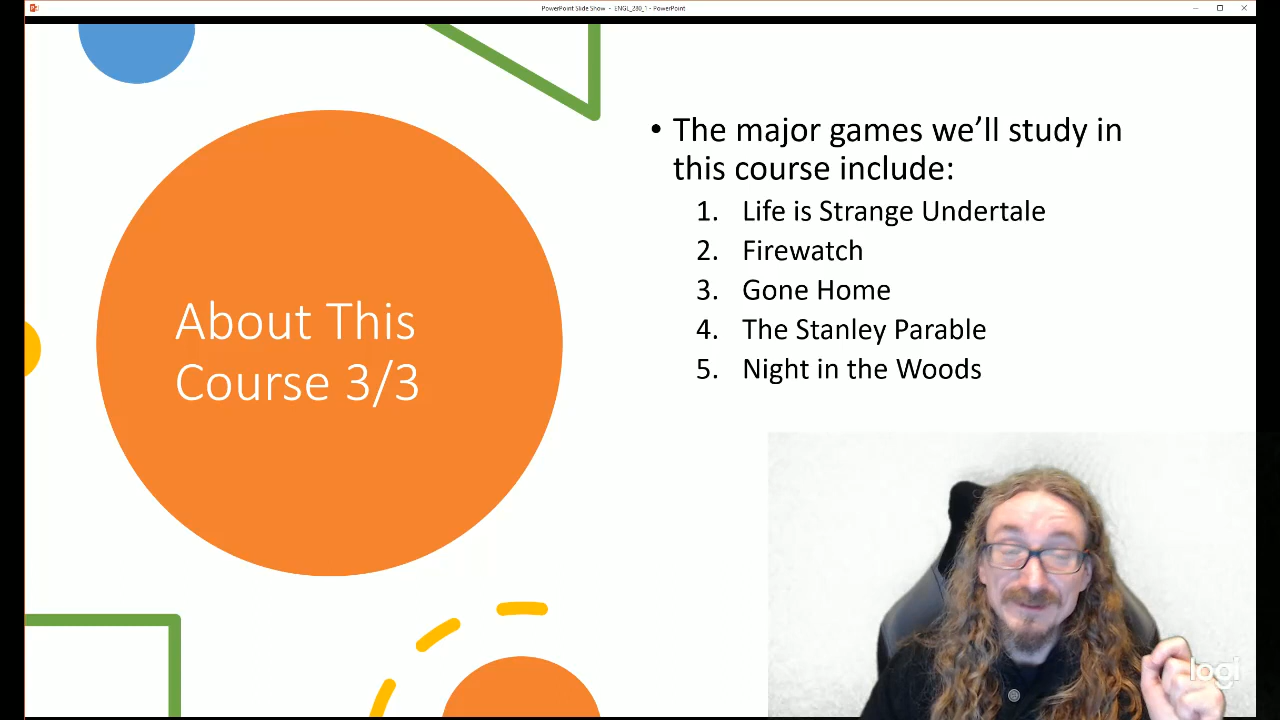 PowerPoint Slide Show - ENGL_230_1 - PowerPoint
About This
Course 3/3
• The major games we’ll study in
this course include:
1. Life is Strange Undertale
2. Firewatch
3. Gone Home
4. The Stanley Parable
5. Night in the Woods
logi